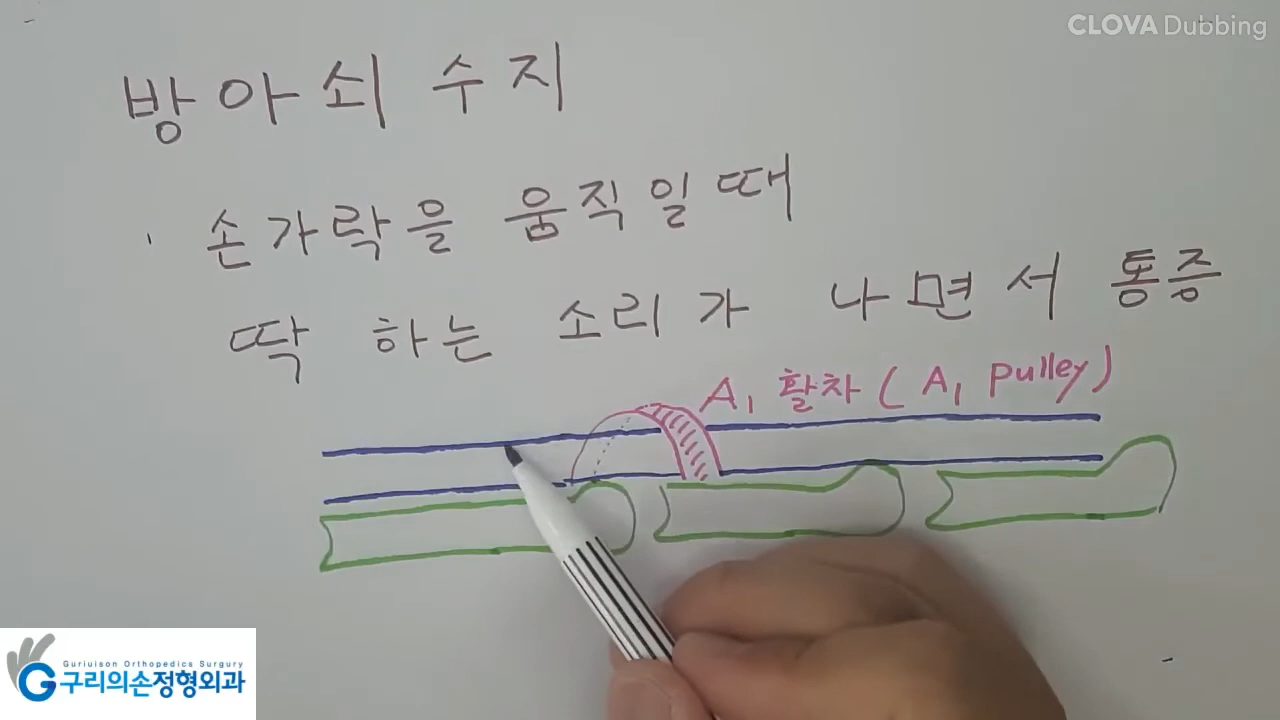 CLOVA Dubbing
방아쇠 수지
· 손가락을 움직일때
딱 하는 소리가 나면서 통증
A₁ 활차 (A₁ pulley)
Guriuison Orthopedics Surgury
구리의손정형외과